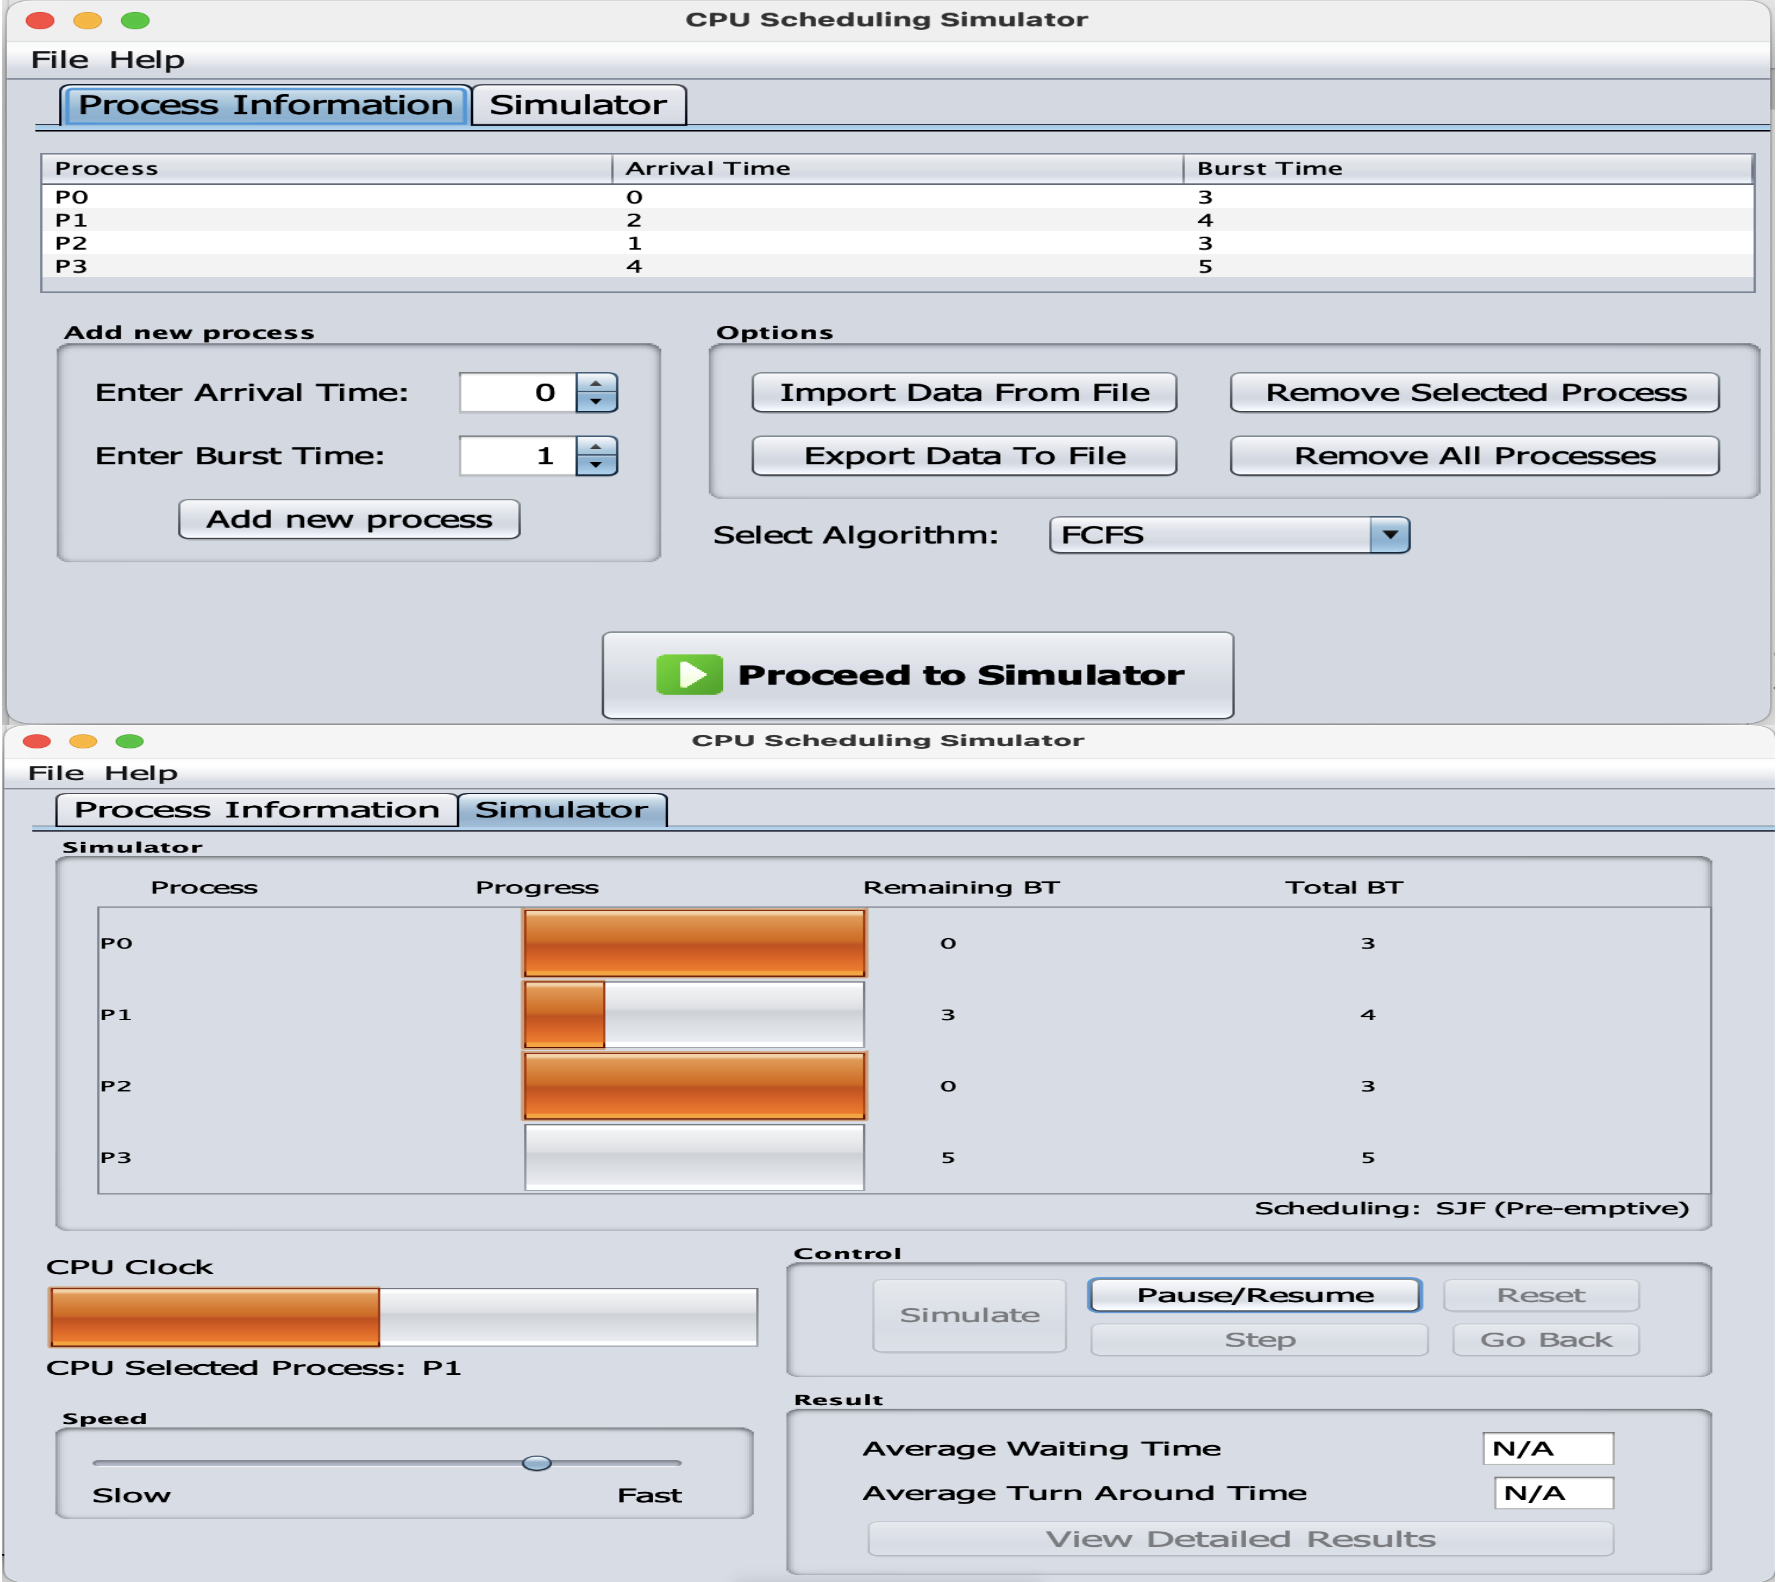 CPU Scheduling Simulator
File Help
Process Information Simulator
Process Arrival Time Burst Time
P0 0 3
P1 2 4
P2 1 3
P3 4 5
Add new process Options
Enter Arrival Time: 0 Import Data From File Remove Selected Process
Enter Burst Time: 1 Export Data To File Remove All Processes
Add new process
Select Algorithm: FCFS
Proceed to Simulator
CPU Scheduling Simulator
File Help
Process Information Simulator
Simulator
Process Progress Remaining BT Total BT
P0 0 3
P1 3 4
P2 0 3
P3 5 5
Scheduling: SJF (Pre-emptive)
CPU Clock
CPU Selected Process: P1
Speed
Slow Fast
Control
Simulate Pause/Resume Reset
Step Go Back
Result
Average Waiting Time N/A
Average Turn Around Time N/A
View Detailed Results